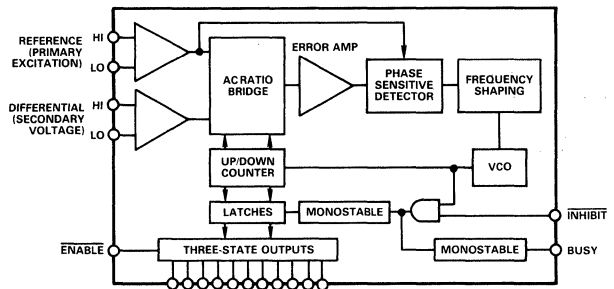 REFERENCE
(PRIMARY
EXCITATION)
HI
LO
DIFFERENTIAL
(SECONDARY
VOLTAGE)
HI
LO
AC RATIO
BRIDGE
ERROR AMP
PHASE
SENSITIVE
DETECTOR
FREQUENCY
SHAPING
UP/DOWN
COUNTER
VCO
LATCHES
MONOSTABLE
INHIBIT
ENABLE
THREE-STATE OUTPUTS
MONOSTABLE
BUSY